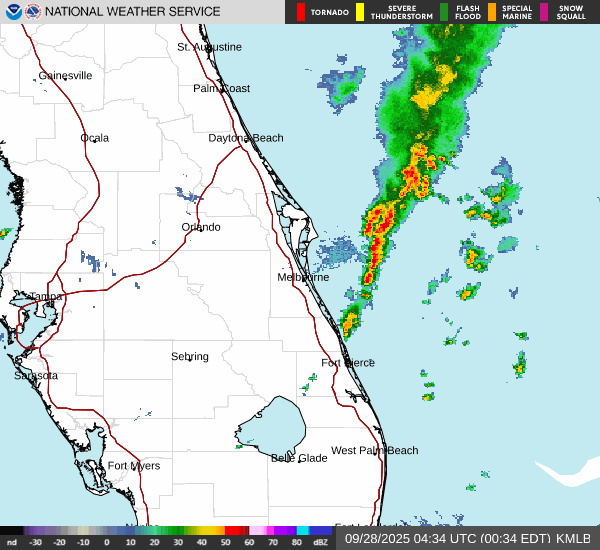 NATIONAL WEATHER SERVICE
TORNADO
SEVERE
THUNDERSTORM
FLASH
FLOOD
SPECIAL
MARINE
SNOW
SQUALL
St. Augustine
Gainesville
Palm Coast
Ocala
Daytona Beach
Orlando
Melbourne
Tampa
Sebring
Fort Pierce
Sarasota
West Palm Beach
Belle Glade
Fort Myers
nd -30 -20 -10 0 10 20 30 40 50 60 70 80 dBZ
09/28/2025 04:34 UTC (00:34 EDT) KMLB